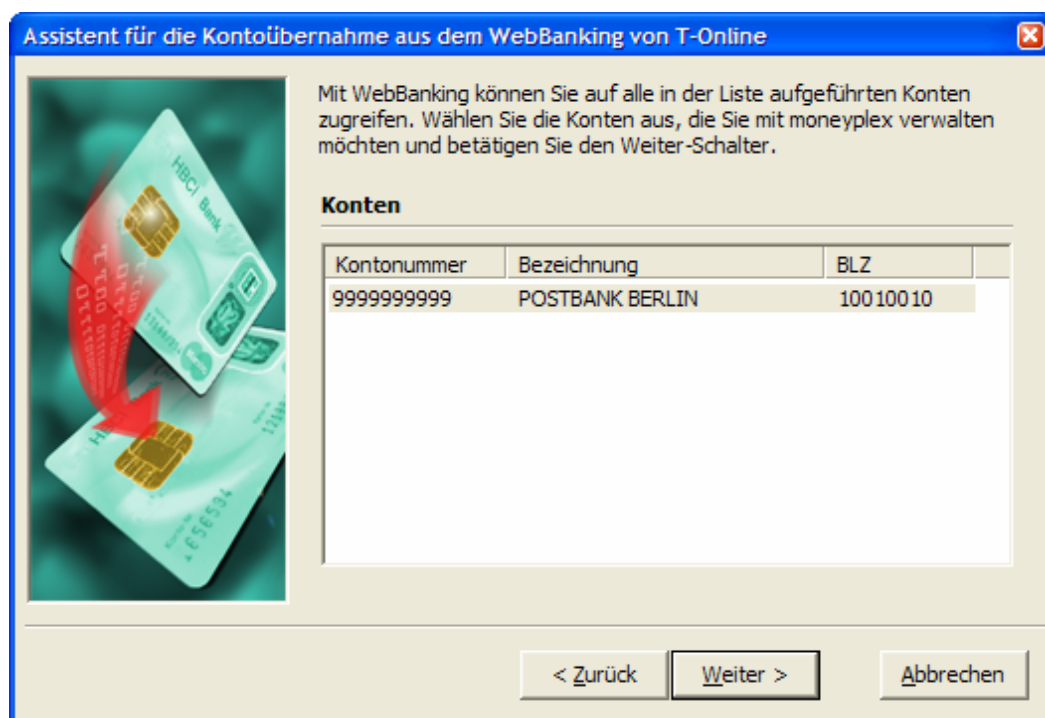 Assistent für die Kontoübernahme aus dem WebBanking von T-Online
Mit WebBanking können Sie auf alle in der Liste aufgeführten Konten
zugreifen. Wählen Sie die Konten aus, die Sie mit moneyplex verwalten
möchten und betätigen Sie den Weiter-Schalter.
Konten
Kontonummer Bezeichnung BLZ
9999999999 POSTBANK BERLIN 10010010
HBCI Bank
HBCI
< Zurück Weiter > Abbrechen